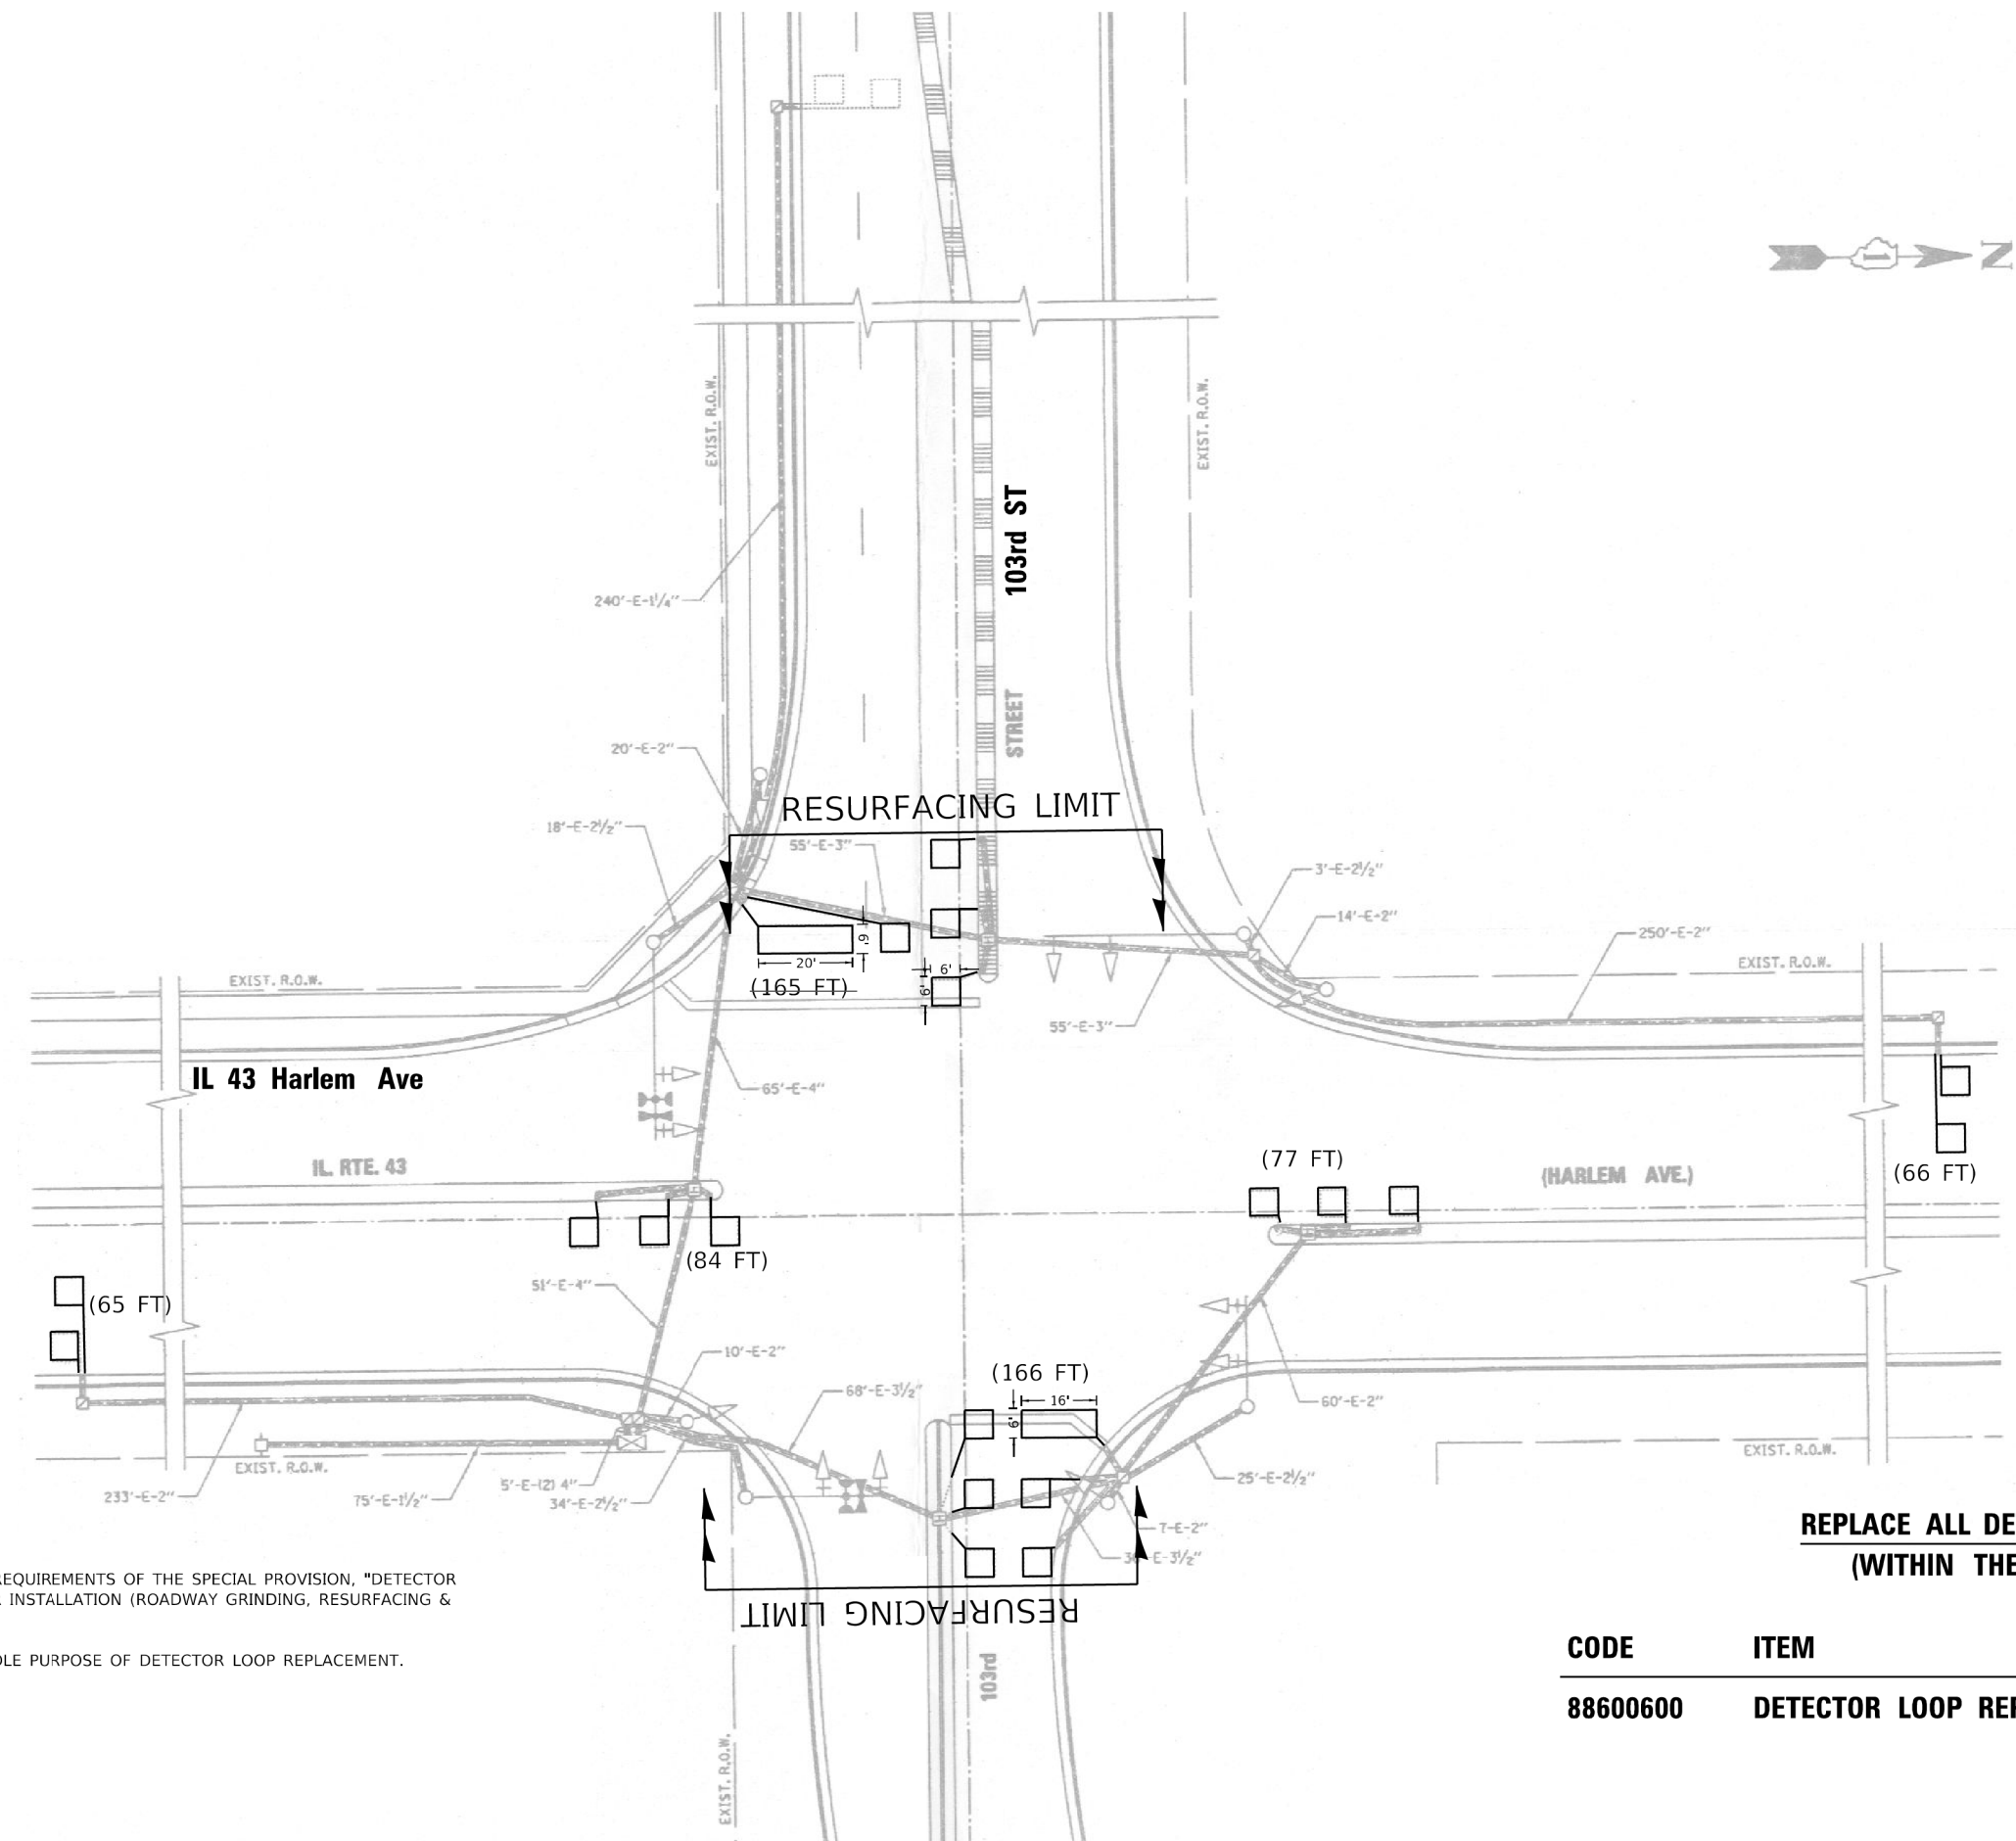 N
EXIST. R.O.W.
EXIST. R.O.W.
103rd ST
240'-E-1¼"
STREET
20'-E-2"
RESURFACING LIMIT
18'-E-2½"
55'-E-3"
3'-E-2½"
14'-E-2"
250'-E-2"
6'
20'
6'
EXIST. R.O.W.
EXIST. R.O.W.
(165 FT)
6'
55'-E-3"
IL 43 Harlem Ave
65'-E-4"
IL. RTE. 43
(77 FT)
(HARLEM AVE.)
(66 FT)
(84 FT)
51'-E-4"
(65 FT)
10'-E-2"
(166 FT)
68'-E-3½"
16'
6'
60'-E-2"
EXIST. R.O.W.
EXIST. R.O.W.
233'-E-2"
75'-E-1½"
5'-E-(2) 4"
34'-E-2½"
25'-E-2½"
7-E-2"
E-3½"
REPLACE ALL DE
(WITHIN THE
REQUIREMENTS OF THE SPECIAL PROVISION, "DETECTOR
INSTALLATION (ROADWAY GRINDING, RESURFACING &
RESURFACING LIMIT
OLE PURPOSE OF DETECTOR LOOP REPLACEMENT.
103rd
EXIST. R.O.W.
CODE ITEM
88600600 DETECTOR LOOP REP